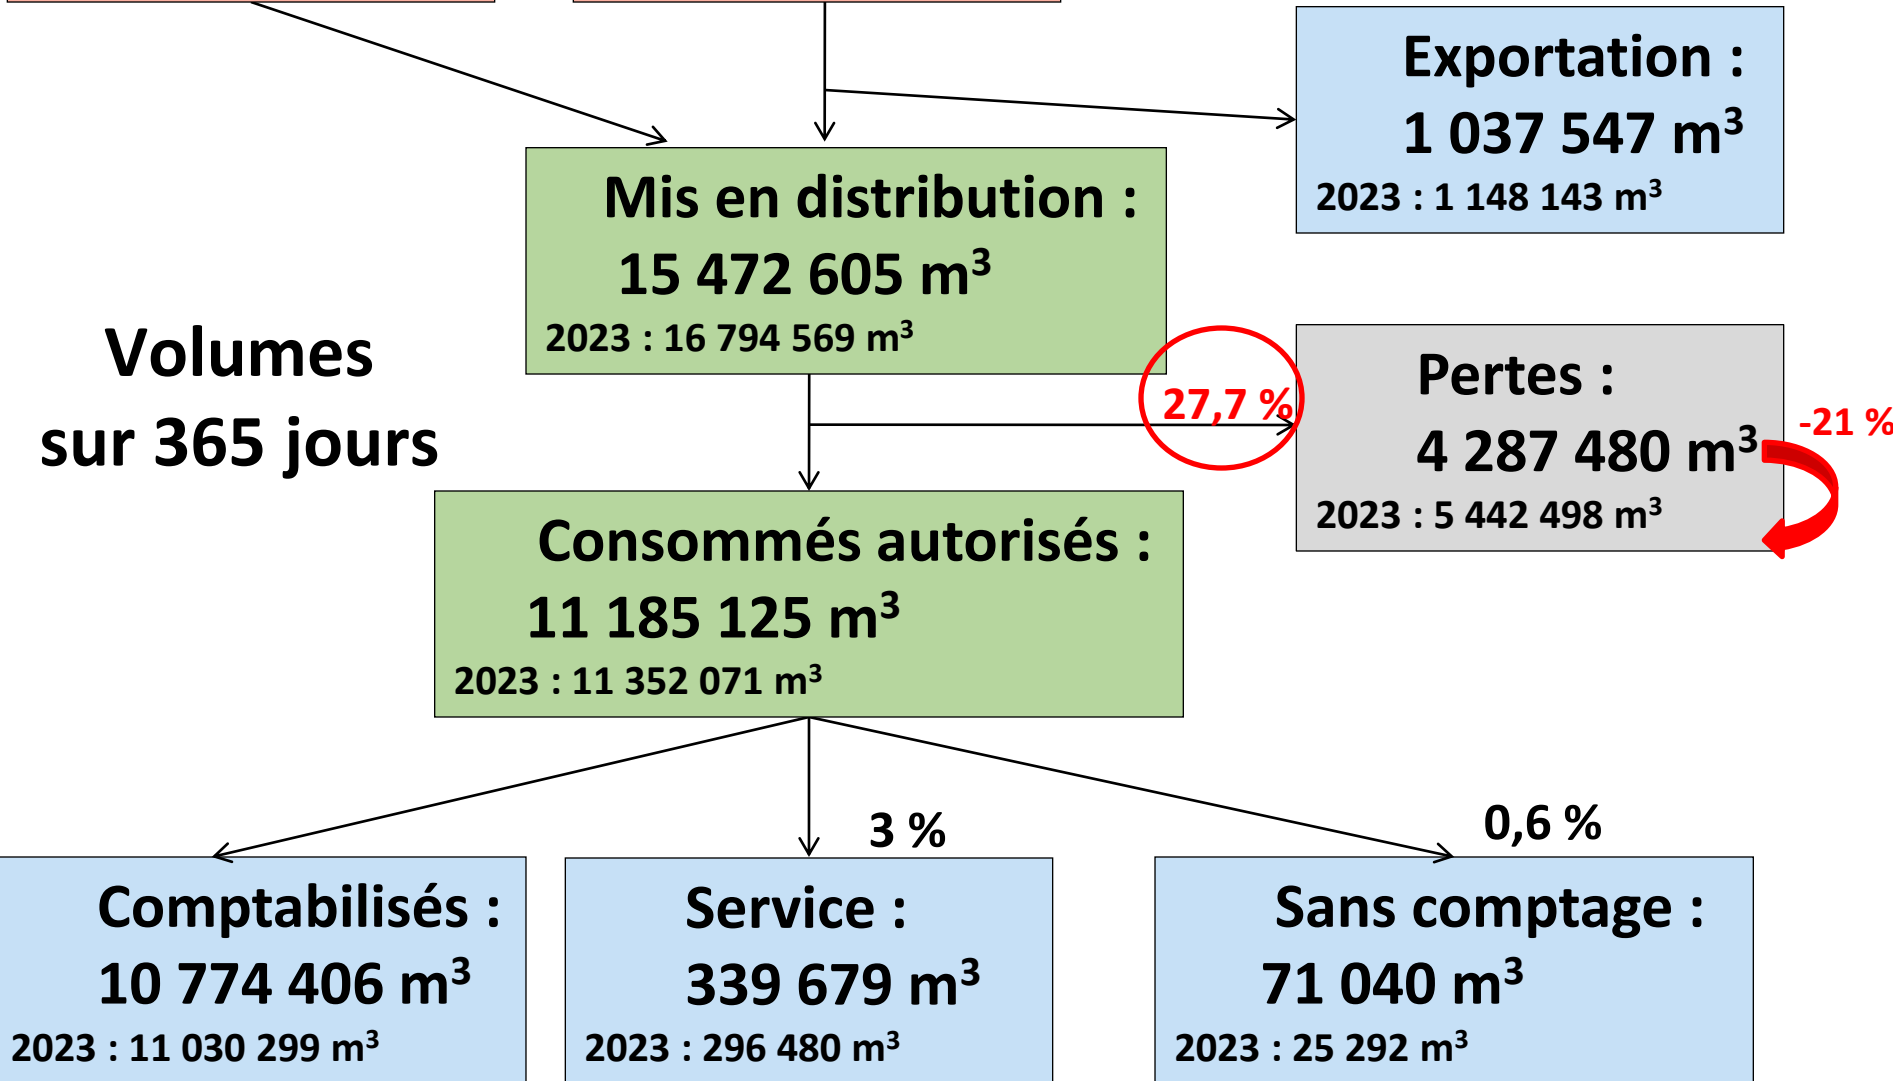 Exportation :
1 037 547 m³
2023 : 1 148 143 m³
Mis en distribution :
15 472 605 m³
2023 : 16 794 569 m³
Volumes
sur 365 jours
27,7 %
Pertes :
4 287 480 m³
2023 : 5 442 498 m³
-21 %
Consommés autorisés :
11 185 125 m³
2023 : 11 352 071 m³
3 %
0,6 %
Comptabilisés :
10 774 406 m³
2023 : 11 030 299 m³
Service :
339 679 m³
2023 : 296 480 m³
Sans comptage :
71 040 m³
2023 : 25 292 m³